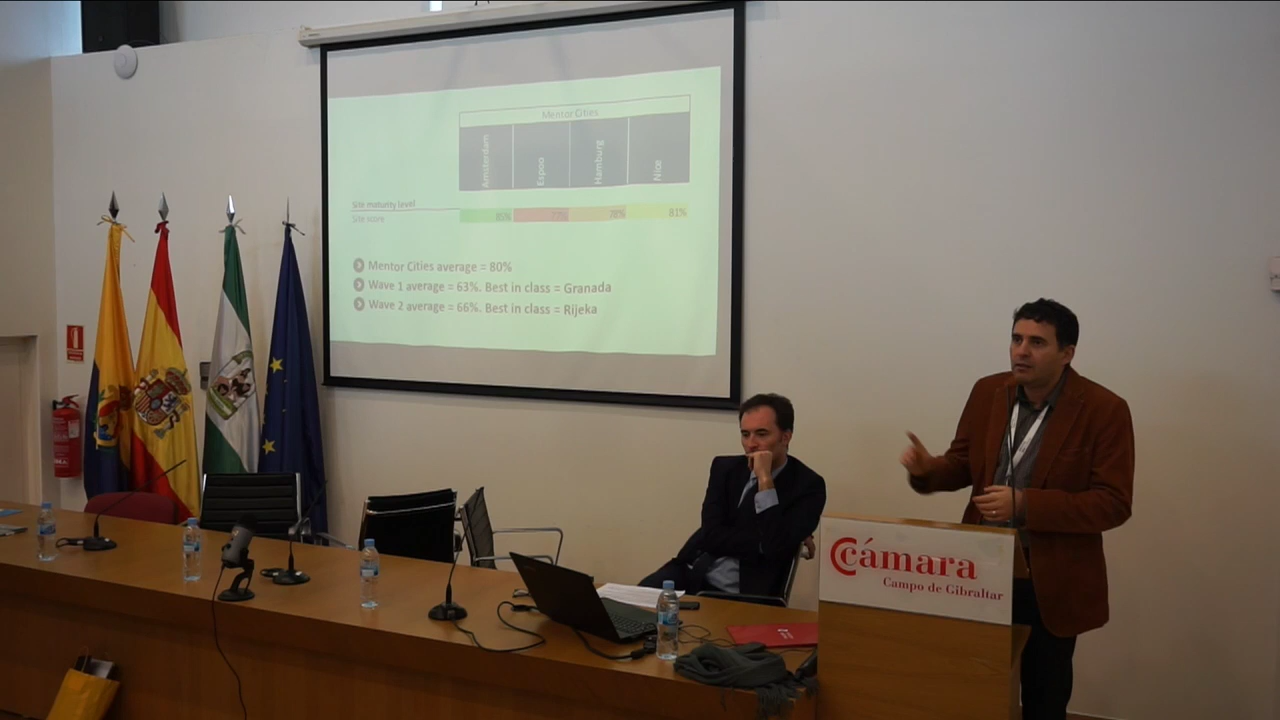 Mentor Cities
Amsterdam
Espoo
Hamburg
Nice
Site maturity level
Site score
85% 77% 78% 81%
Mentor Cities average = 80%
Wave 1 average = 63%. Best in class = Granada
Wave 2 average = 66%. Best in class = Rijeka
cámara
Campo de Gibraltar